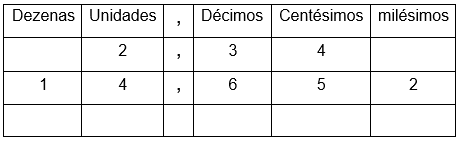 Dezenas Unidades , Décimos Centésimos milésimos
2 , 3 4
1 4 , 6 5 2